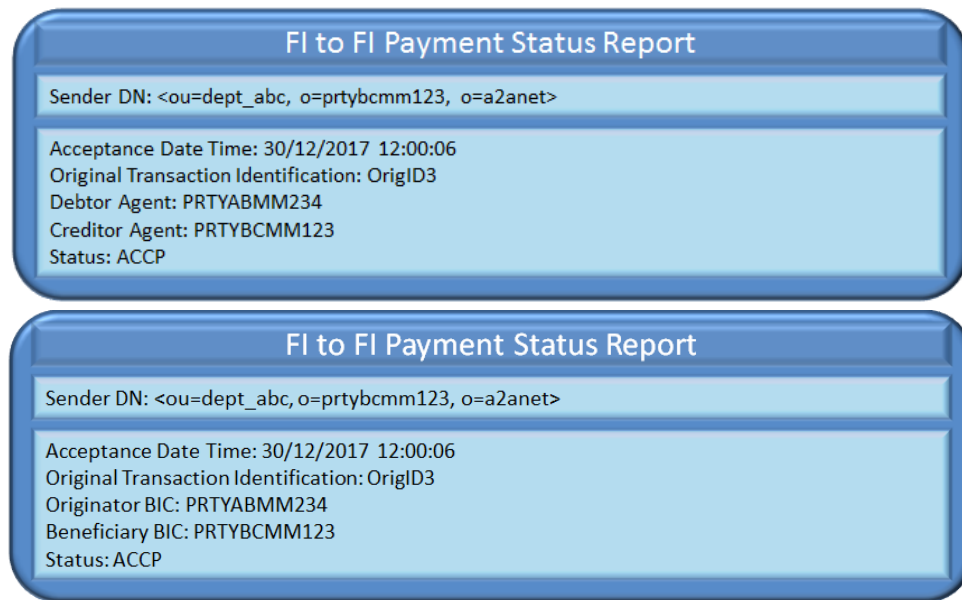 FI to FI Payment Status Report
Sender DN: <ou=dept_abc, o=prtybcmm123, o=a2anet>
Acceptance Date Time: 30/12/2017 12:00:06
Original Transaction Identification: OrigID3
Debtor Agent: PRTYABMM234
Creditor Agent: PRTYBCMM123
Status: ACCP
FI to FI Payment Status Report
Sender DN: <ou=dept_abc, o=prtybcmm123, o=a2anet>
Acceptance Date Time: 30/12/2017 12:00:06
Original Transaction Identification: OrigID3
Originator BIC: PRTYABMM234
Beneficiary BIC: PRTYBCMM123
Status: ACCP